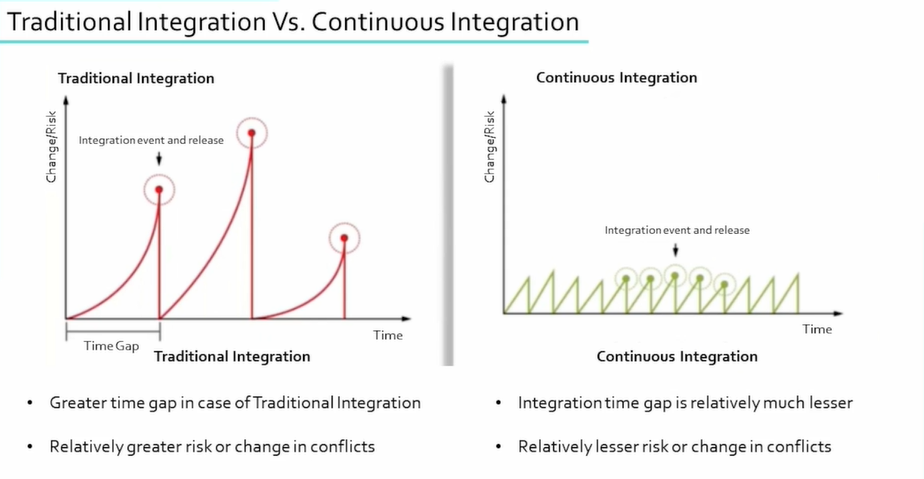 Traditional Integration Vs. Continuous Integration
Traditional Integration
Change/Risk
Integration event and release
Time
Time Gap
Traditional Integration
• Greater time gap in case of Traditional Integration
• Relatively greater risk or change in conflicts
Continuous Integration
Change/Risk
Integration event and release
Time
Continuous Integration
• Integration time gap is relatively much lesser
• Relatively lesser risk or change in conflicts